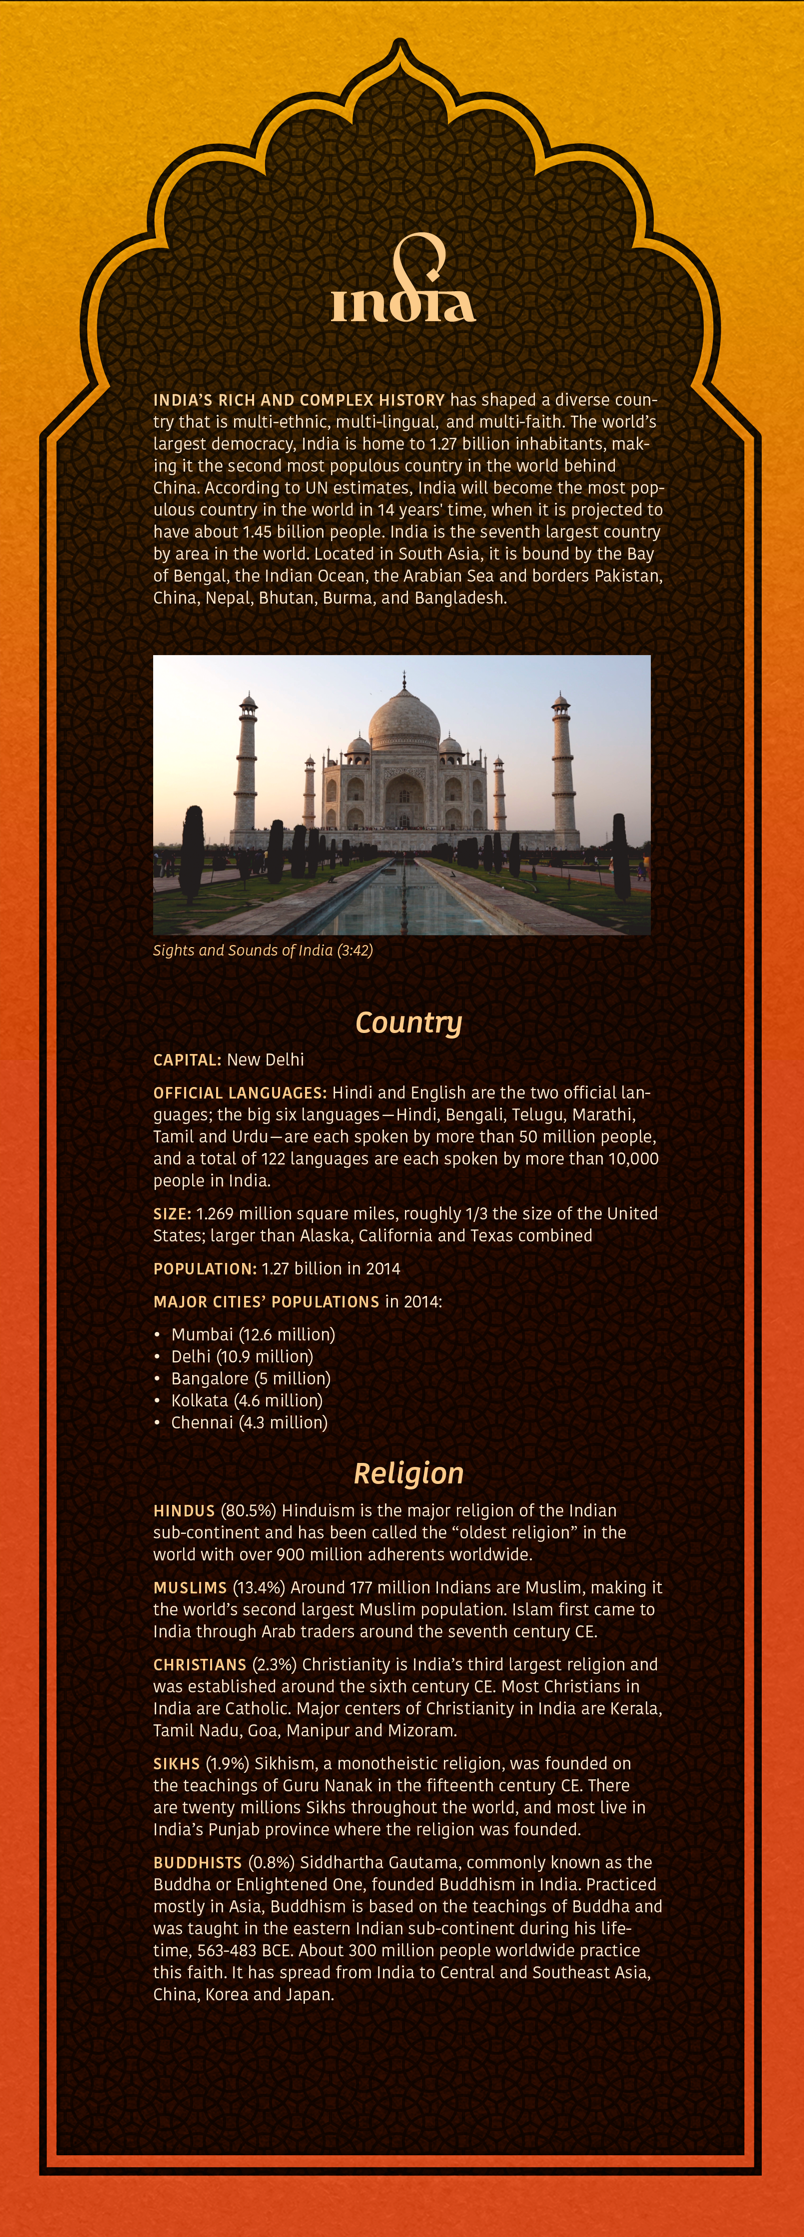 india
INDIA’S RICH AND COMPLEX HISTORY has shaped a diverse coun-
try that is multi-ethnic, multi-lingual, and multi-faith. The world’s
largest democracy, India is home to 1.27 billion inhabitants, mak-
ing it the second most populous country in the world behind
China. According to UN estimates, India will become the most pop-
ulous country in the world in 14 years' time, when it is projected to
have about 1.45 billion people. India is the seventh largest country
by area in the world. Located in South Asia, it is bound by the Bay
of Bengal, the Indian Ocean, the Arabian Sea and borders Pakistan,
China, Nepal, Bhutan, Burma, and Bangladesh.
Sights and Sounds of India (3:42)
Country
CAPITAL: New Delhi
OFFICIAL LANGUAGES: Hindi and English are the two official lan-
guages; the big six languages—Hindi, Bengali, Telugu, Marathi,
Tamil and Urdu—are each spoken by more than 50 million people,
and a total of 122 languages are each spoken by more than 10,000
people in India.
SIZE: 1.269 million square miles, roughly 1/3 the size of the United
States; larger than Alaska, California and Texas combined
POPULATION: 1.27 billion in 2014
MAJOR CITIES’ POPULATIONS in 2014:
• Mumbai (12.6 million)
• Delhi (10.9 million)
• Bangalore (5 million)
• Kolkata (4.6 million)
• Chennai (4.3 million)
Religion
HINDUS (80.5%) Hinduism is the major religion of the Indian
sub-continent and has been called the “oldest religion” in the
world with over 900 million adherents worldwide.
MUSLIMS (13.4%) Around 177 million Indians are Muslim, making it
the world’s second largest Muslim population. Islam first came to
India through Arab traders around the seventh century CE.
CHRISTIANS (2.3%) Christianity is India’s third largest religion and
was established around the sixth century CE. Most Christians in
India are Catholic. Major centers of Christianity in India are Kerala,
Tamil Nadu, Goa, Manipur and Mizoram.
SIKHS (1.9%) Sikhism, a monotheistic religion, was founded on
the teachings of Guru Nanak in the fifteenth century CE. There
are twenty millions Sikhs throughout the world, and most live in
India’s Punjab province where the religion was founded.
BUDDHISTS (0.8%) Siddhartha Gautama, commonly known as the
Buddha or Enlightened One, founded Buddhism in India. Practiced
mostly in Asia, Buddhism is based on the teachings of Buddha and
was taught in the eastern Indian sub-continent during his life-
time, 563-483 BCE. About 300 million people worldwide practice
this faith. It has spread from India to Central and Southeast Asia,
China, Korea and Japan.